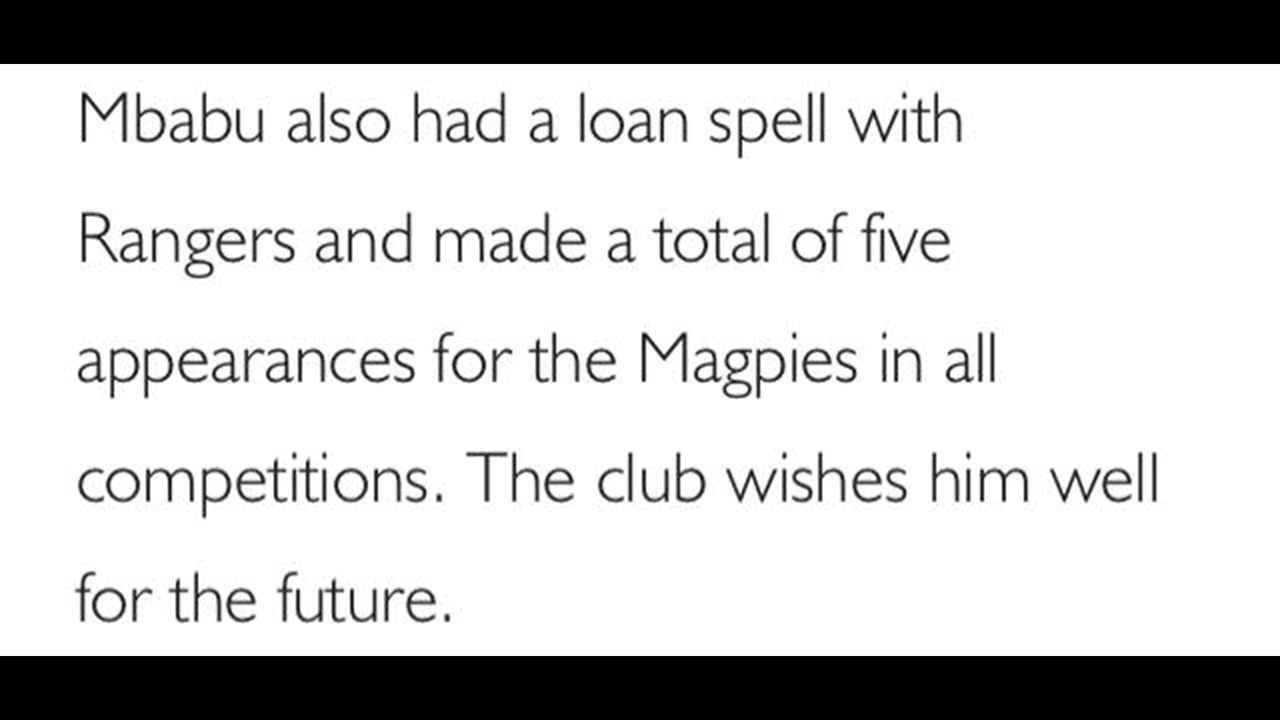 Mbabu also had a loan spell with
Rangers and made a total of five
appearances for the Magpies in all
competitions. The club wishes him well
for the future.